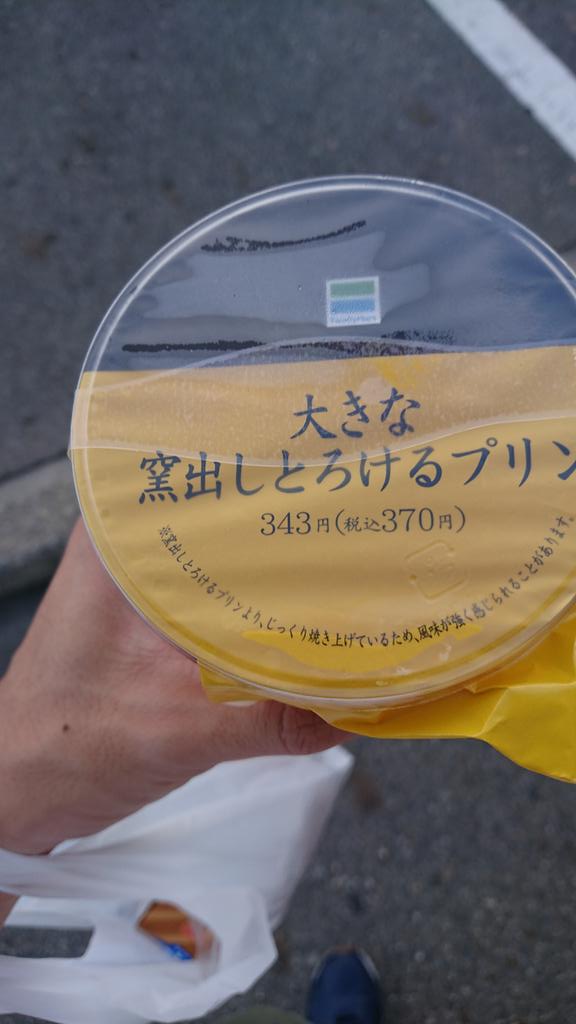 FamilyMart
大きな
窯出しとろけるプリン
343円(税込370円)
※窯出しとろけるプリンより、じっくり焼き上げているため、風味が強く感じられることがあります。